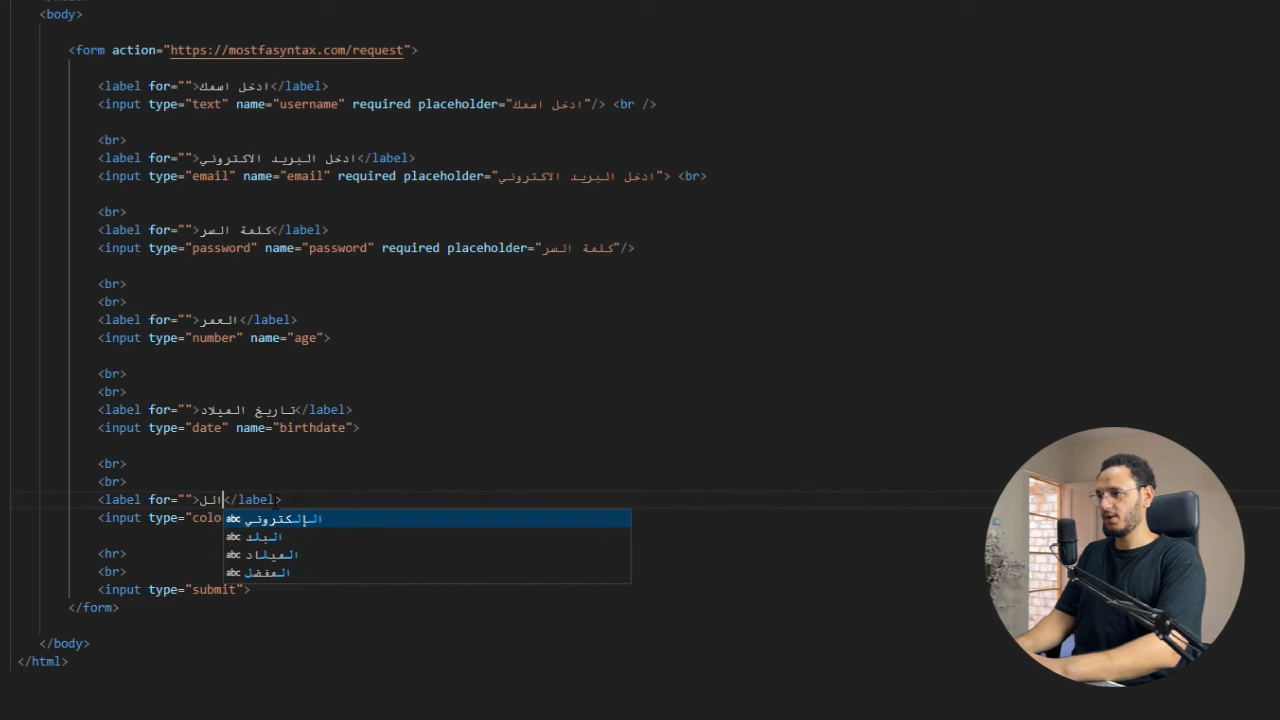 <body>
<form action="https://mostfasyntax.com/request">
<label for="">ادخل اسمك</label>
<input type="text" name="username" required placeholder="ادخل اسمك"/> <br />
<br>
<label for="">ادخل البريد الاكتروني</label>
<input type="email" name="email" required placeholder="ادخل البريد الاكتروني"> <br>
<br>
<label for="">كلمة السر</label>
<input type="password" name="password" required placeholder="كلمة السر"/>
<br>
<br>
<label for="">العمر</label>
<input type="number" name="age">
<br>
<br>
<label for="">تاريخ الميلاد</label>
<input type="date" name="birthdate">
<br>
<br>
<label for="">الل</label>
<input type="colo
abc الإلكتروني
abc البلد
abc الميلاد
abc المفضل
<hr>
<br>
<input type="submit">
</form>
</body>
</html>